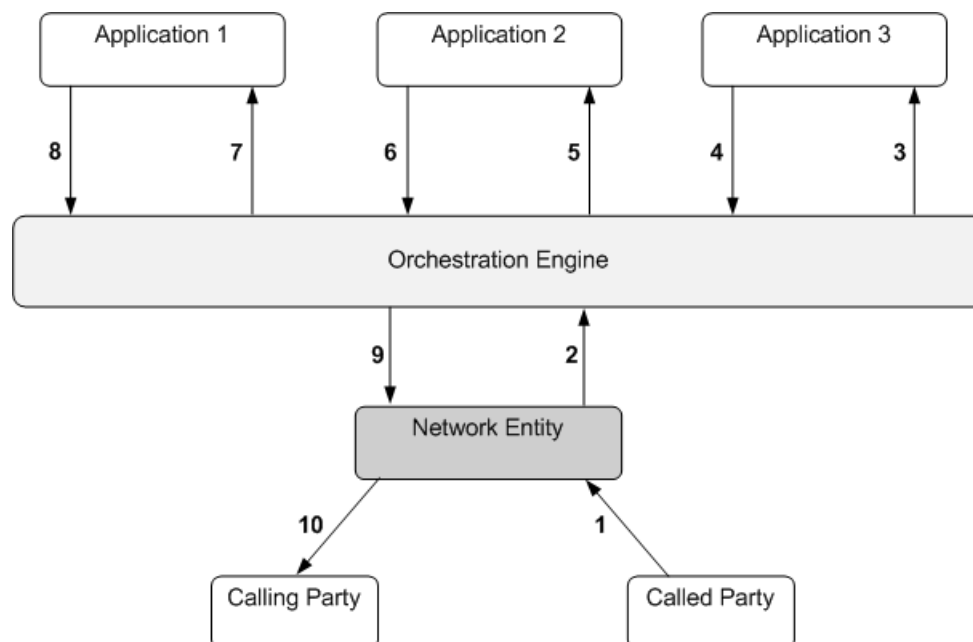 Application 1
Application 2
Application 3
8
7
6
5
4
3
Orchestration Engine
9
2
Network Entity
10
1
Calling Party
Called Party